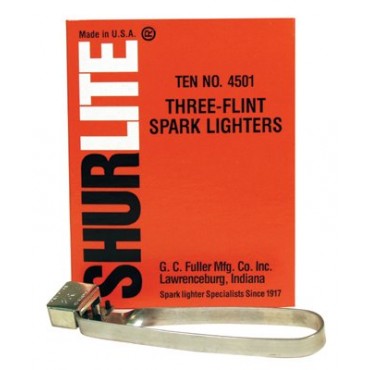 Made in U.S.A.
®
SHURLITE
TEN NO. 4501
THREE-FLINT
SPARK LIGHTERS
G. C. Fuller Mfg. Co. Inc.
Lawrenceburg, Indiana
Spark lighter Specialists Since 1917